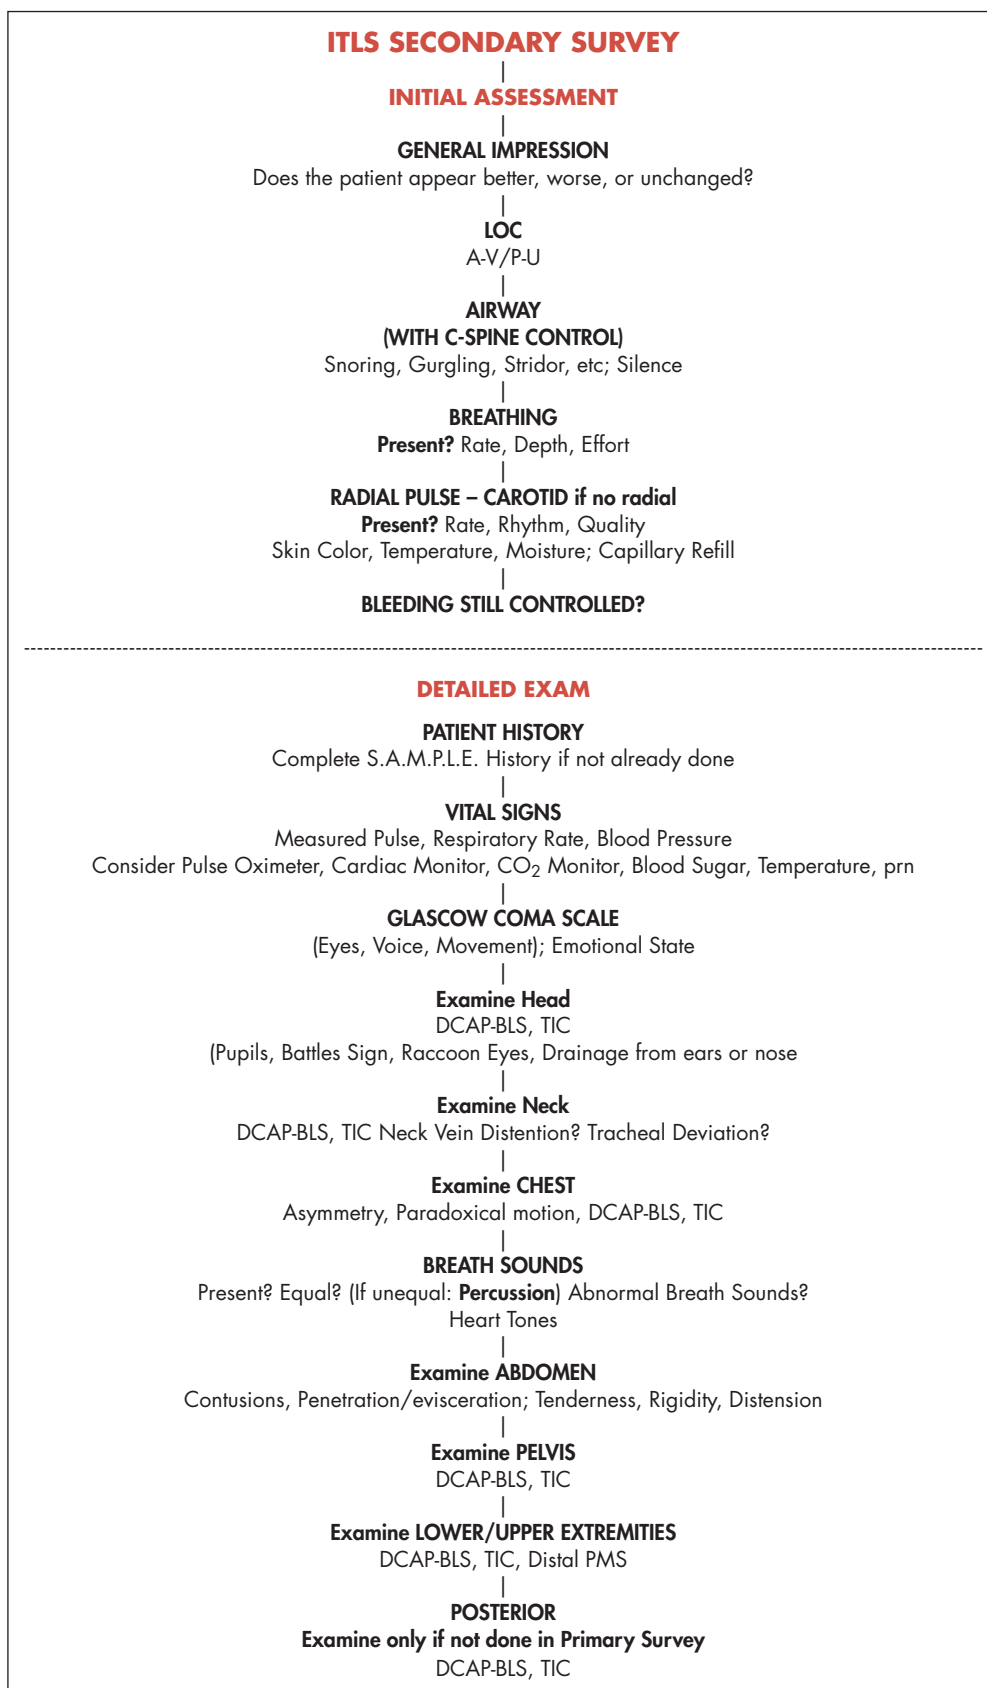 ITLS SECONDARY SURVEY
INITIAL ASSESSMENT
GENERAL IMPRESSION
Does the patient appear better, worse, or unchanged?
LOC
A-V/P-U
AIRWAY
(WITH C-SPINE CONTROL)
Snoring, Gurgling, Stridor, etc; Silence
BREATHING
Present? Rate, Depth, Effort
RADIAL PULSE – CAROTID if no radial
Present? Rate, Rhythm, Quality
Skin Color, Temperature, Moisture; Capillary Refill
BLEEDING STILL CONTROLLED?
DETAILED EXAM
PATIENT HISTORY
Complete S.A.M.P.L.E. History if not already done
VITAL SIGNS
Measured Pulse, Respiratory Rate, Blood Pressure
Consider Pulse Oximeter, Cardiac Monitor, CO2 Monitor, Blood Sugar, Temperature, prn
GLASCOW COMA SCALE
(Eyes, Voice, Movement); Emotional State
Examine Head
DCAP-BLS, TIC
(Pupils, Battles Sign, Raccoon Eyes, Drainage from ears or nose
Examine Neck
DCAP-BLS, TIC Neck Vein Distention? Tracheal Deviation?
Examine CHEST
Asymmetry, Paradoxical motion, DCAP-BLS, TIC
BREATH SOUNDS
Present? Equal? (If unequal: Percussion) Abnormal Breath Sounds?
Heart Tones
Examine ABDOMEN
Contusions, Penetration/evisceration; Tenderness, Rigidity, Distension
Examine PELVIS
DCAP-BLS, TIC
Examine LOWER/UPPER EXTREMITIES
DCAP-BLS, TIC, Distal PMS
POSTERIOR
Examine only if not done in Primary Survey
DCAP-BLS, TIC